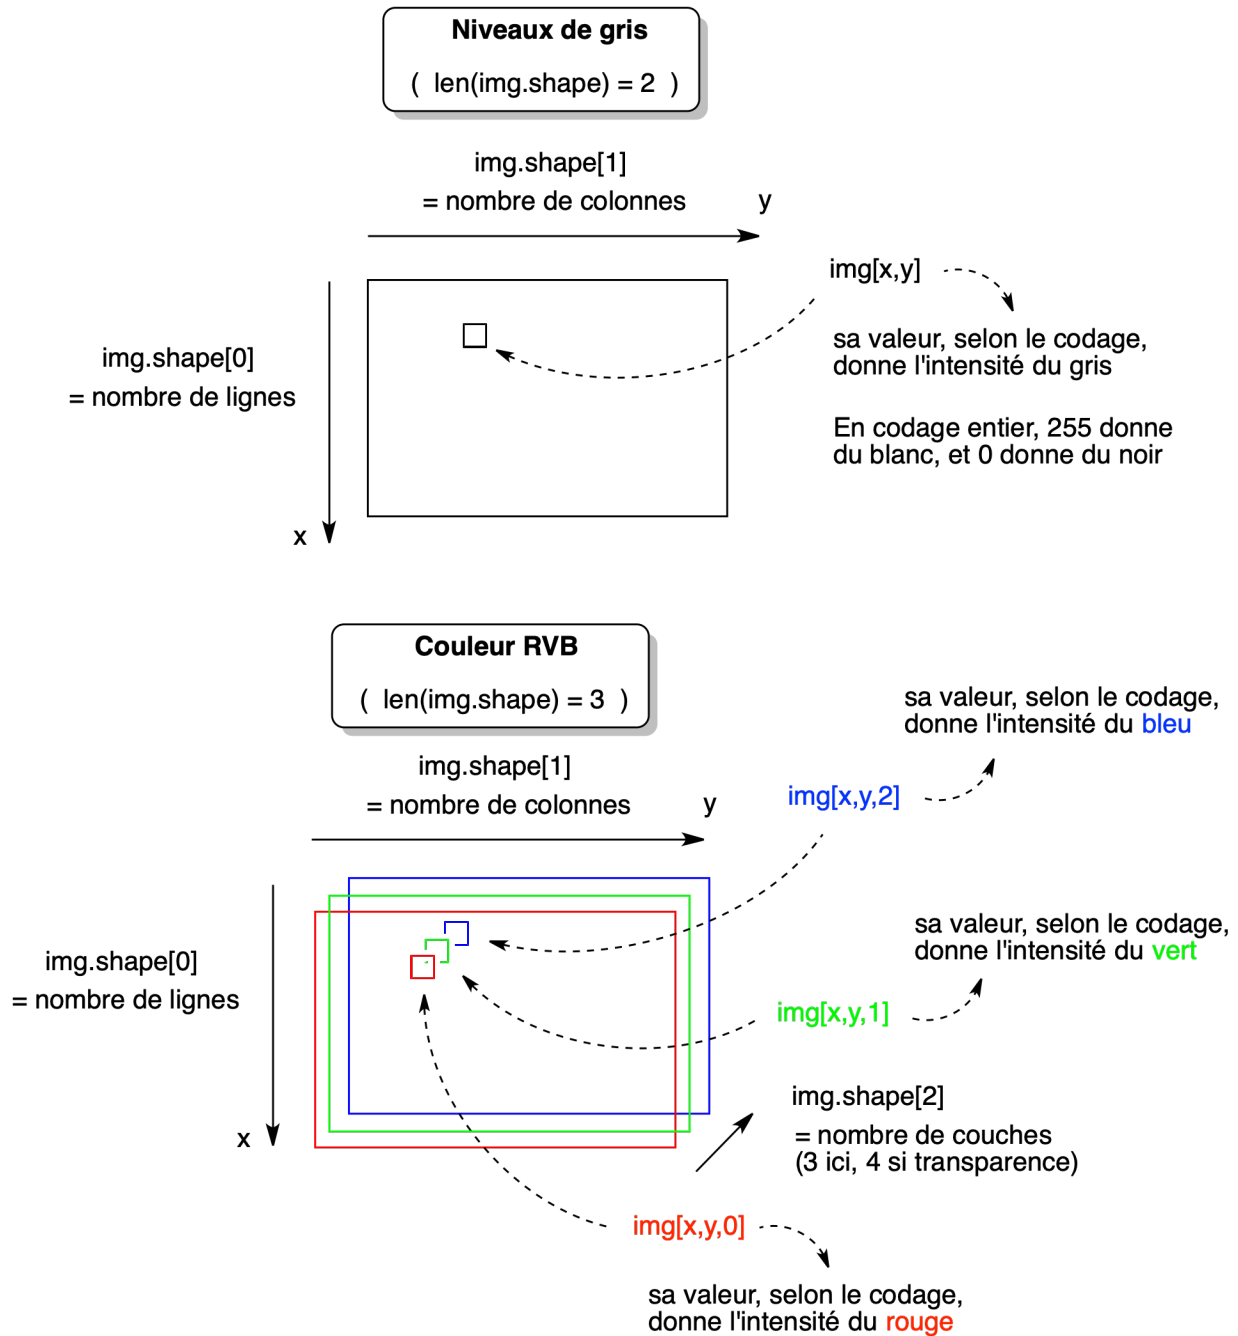 Niveaux de gris
( len(img.shape) = 2 )
img.shape[1]
= nombre de colonnes
y
img[x,y]
sa valeur, selon le codage,
donne l'intensité du gris
img.shape[0]
= nombre de lignes
En codage entier, 255 donne
du blanc, et 0 donne du noir
x
Couleur RVB
( len(img.shape) = 3 )
sa valeur, selon le codage,
donne l'intensité du bleu
img.shape[1]
= nombre de colonnes
y
img[x,y,2]
sa valeur, selon le codage,
donne l'intensité du vert
img.shape[0]
= nombre de lignes
img[x,y,1]
img.shape[2]
= nombre de couches
(3 ici, 4 si transparence)
x
img[x,y,0]
sa valeur, selon le codage,
donne l'intensité du rouge